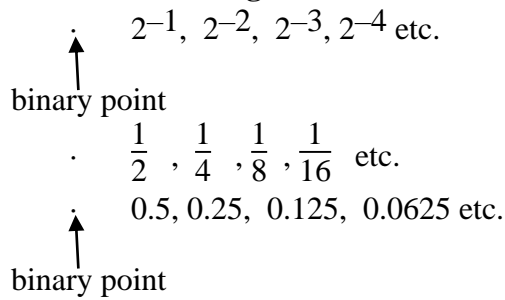 . 2–1, 2–2, 2–3, 2–4 etc.
binary point
. 1/2 , 1/4 , 1/8 , 1/16 etc.
. 0.5, 0.25, 0.125, 0.0625 etc.
binary point